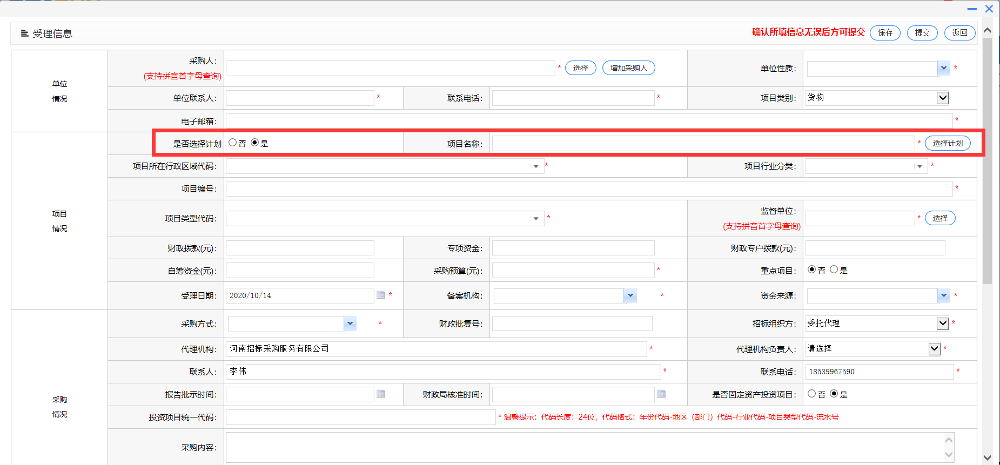 受理信息
确认所填信息无误后方可提交 保存 提交 返回
单位
情况
采购人：
(支持拼音首字母查询)
* 选择 增加采购人
单位性质： *
单位联系人： * 联系电话： * 项目类别： 货物
电子邮箱： *
项目
情况
是否选择计划 否 是 项目名称： * 选择计划
项目所在行政区域代码： * 项目行业分类： *
项目编号： *
项目类型代码： *
监督单位：
(支持拼音首字母查询)
* 选择
财政拨款(元)： 专项资金： 财政专户拨款(元)：
自筹资金(元)： 采购预算(元)： * 重点项目： 否 是
受理日期： 2020/10/14 * 备案机构： * 资金来源： *
采购
情况
采购方式： * 财政批复号： 招标组织方： 委托代理 *
代理机构： 河南招标采购服务有限公司 * 代理机构负责人： 请选择 *
联系人： 李伟 * 联系电话： 18539967590 *
报告批示时间： 财政局核准时间： 是否固定资产投资项目： 否 是
投资项目统一代码： * 温馨提示：代码长度：24位，代码格式：年份代码-地区（部门）代码-行业代码-项目类型代码-流水号
采购内容：